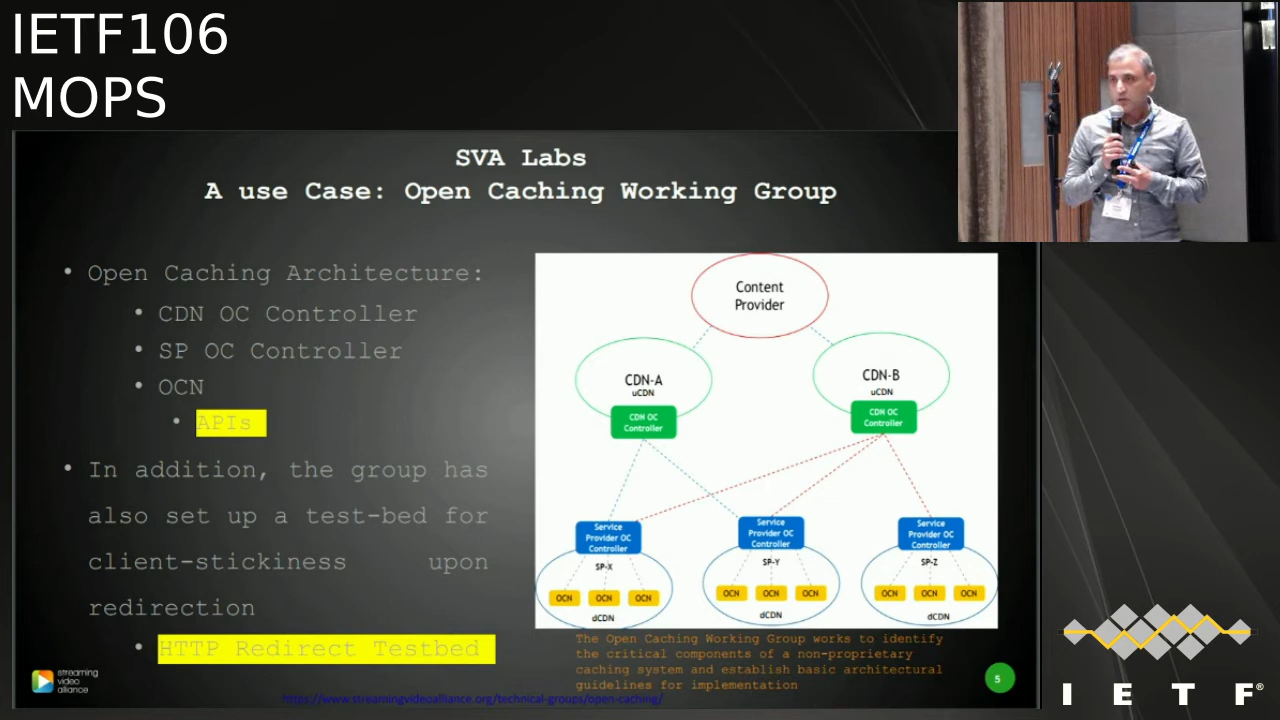 IETF106
MOPS
SVA Labs
A use Case: Open Caching Working Group
• Open Caching Architecture:
• CDN OC Controller
• SP OC Controller
• OCN
• APIs
• In addition, the group has
also set up a test-bed for
client-stickiness upon
redirection
• HTTP Redirect Testbed
Content
Provider
CDN-A
uCDN
CDN OC
Controller
CDN-B
uCDN
CDN OC
Controller
Service
Provider OC
Controller
SP-X
OCN OCN OCN
dCDN
Service
Provider OC
Controller
SP-Y
OCN OCN OCN
dCDN
Service
Provider OC
Controller
SP-Z
OCN OCN OCN
dCDN
The Open Caching Working Group works to identify
the critical components of a non-proprietary
caching system and establish basic architectural
guidelines for implementation
streaming
video
alliance
https://www.streamingvideoalliance.org/technical-groups/open-caching/
5
I E T F®